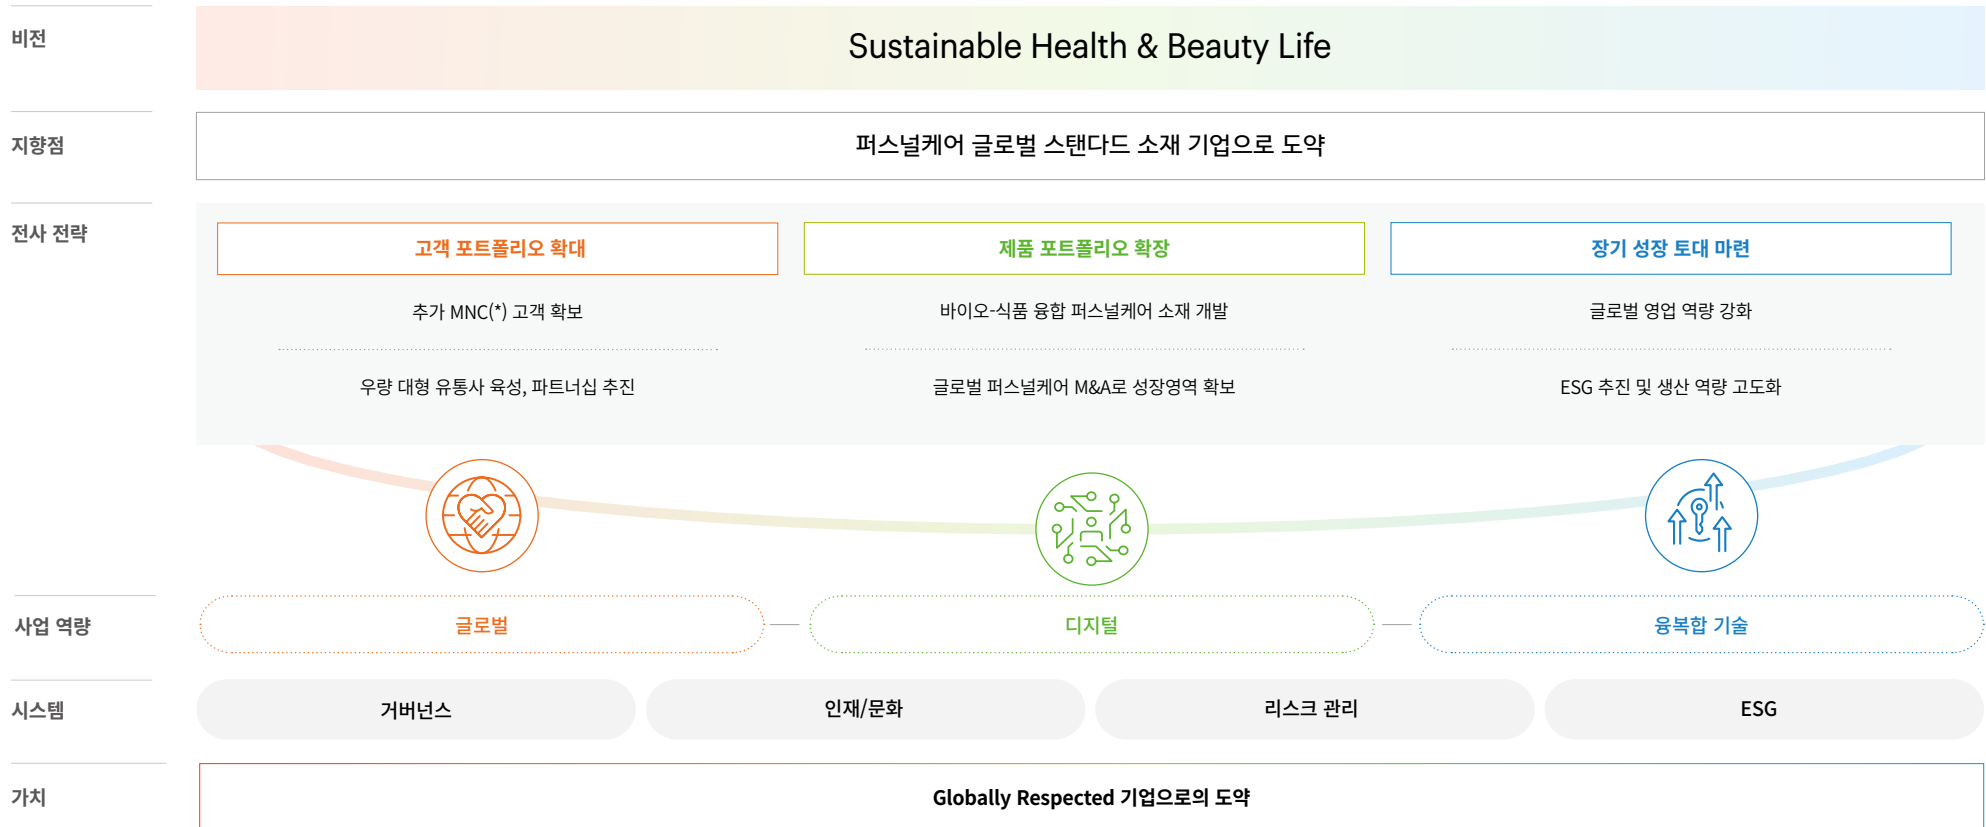 비전
Sustainable Health & Beauty Life
지향점
퍼스널케어 글로벌 스탠다드 소재 기업으로 도약
전사 전략
고객 포트폴리오 확대
추가 MNC(*) 고객 확보
우량 대형 유통사 육성, 파트너십 추진
제품 포트폴리오 확장
바이오-식품 융합 퍼스널케어 소재 개발
글로벌 퍼스널케어 M&A로 성장영역 확보
장기 성장 토대 마련
글로벌 영업 역량 강화
ESG 추진 및 생산 역량 고도화
사업 역량
글로벌
디지털
융복합 기술
시스템
거버넌스
인재/문화
리스크 관리
ESG
가치
Globally Respected 기업으로의 도약